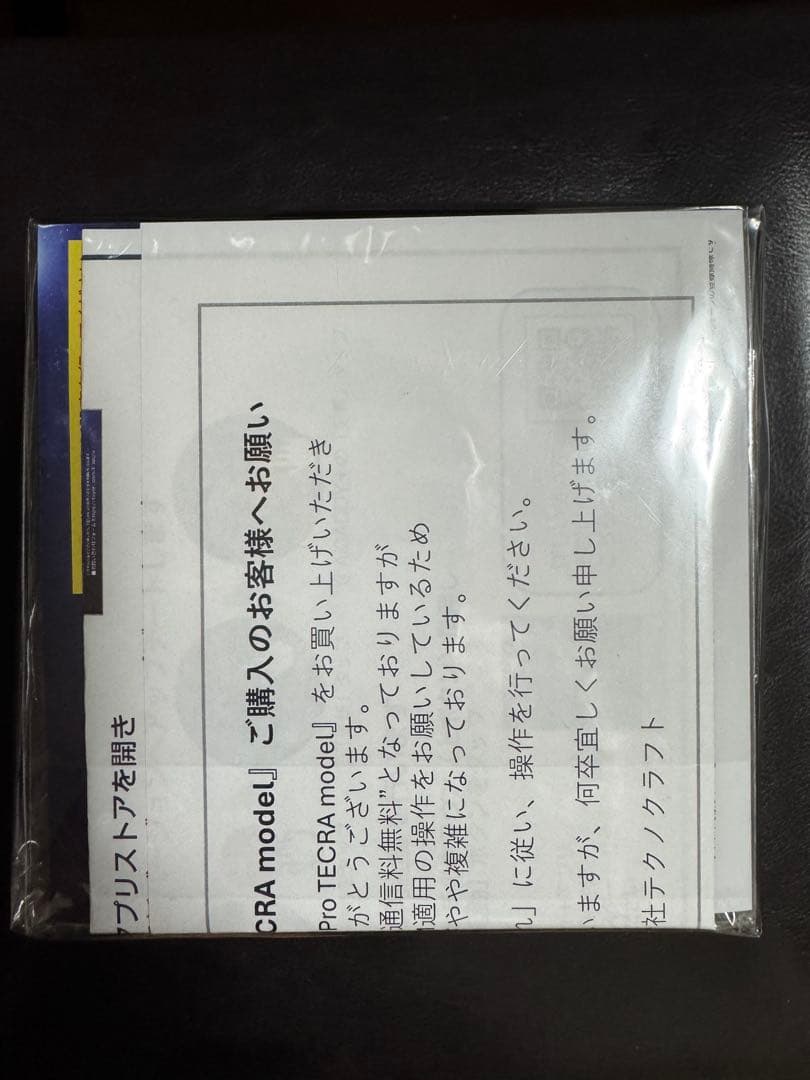 アプリストアを開き
CRA model』ご購入のお客様へお願い
Pro TECRA model』をお買い上げいただき
がとうございます。
通信料無料”となっておりますが
適用の操作をお願いしているため
やや複雑になっております。
い」に従い、操作を行ってください。
いますが、何卒宜しくお願い申し上げます。
社テクノクラフト